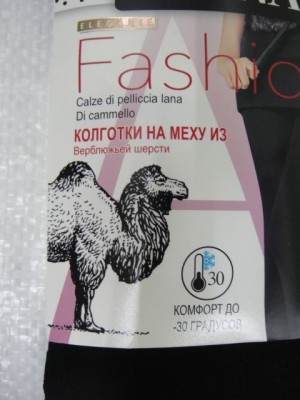 ELEGANCE
Fashio
Calze di pelliccia lana
Di cammello
КОЛГОТКИ НА МЕХУ ИЗ
Верблюжьей шерсти
30
КОМФОРТ ДО
-30 ГРАДУСОВ